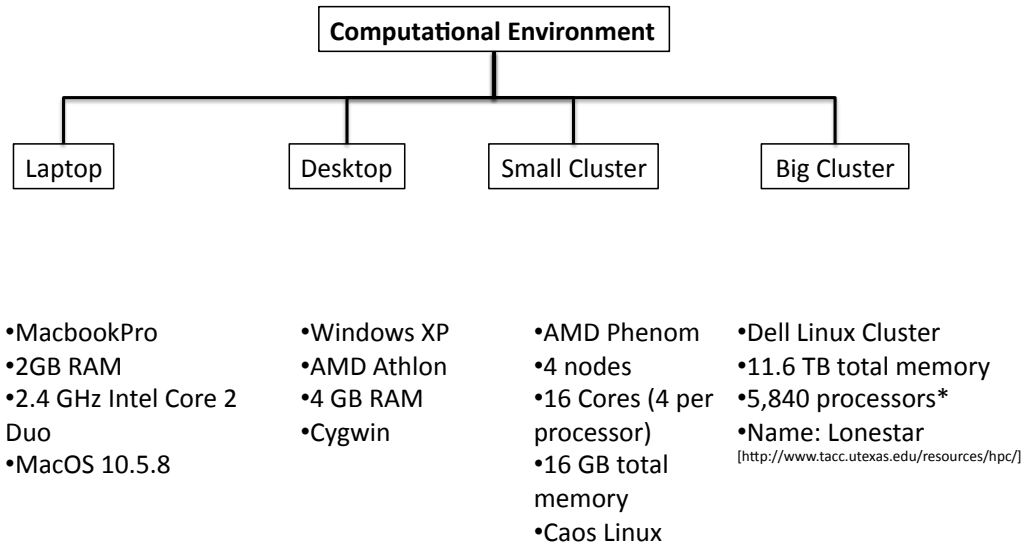 Computational Environment
Laptop
Desktop
Small Cluster
Big Cluster
•MacbookPro
•2GB RAM
•2.4 GHz Intel Core 2
Duo
•MacOS 10.5.8
•Windows XP
•AMD Athlon
•4 GB RAM
•Cygwin
•AMD Phenom
•4 nodes
•16 Cores (4 per
processor)
•16 GB total
memory
•Caos Linux
•Dell Linux Cluster
•11.6 TB total memory
•5,840 processors*
•Name: Lonestar
[http://www.tacc.utexas.edu/resources/hpc/]